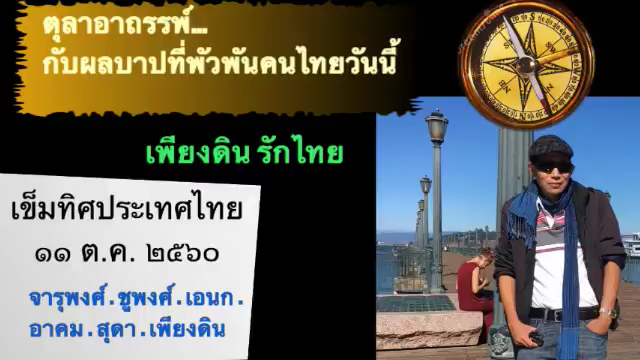 ตุลาอาถรรพ์...
กับผลบาปที่พัวพันคนไทยวันนี้
เพียงดิน รักไทย
เข็มทิศประเทศไทย
๑๑ ต.ค. ๒๕๖๐
จารุพงศ์.ชูพงศ์.เอนก.
อาคม.สุดา.เพียงดิน